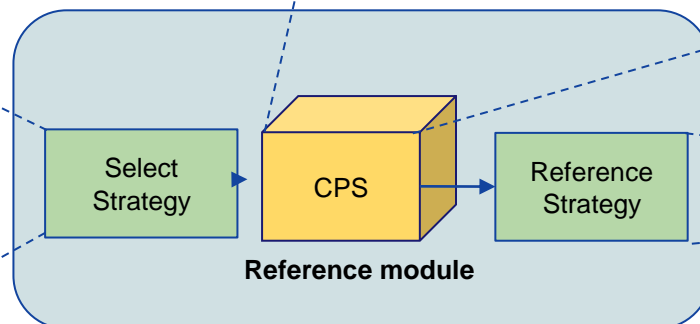 Select
Strategy
CPS
Reference
Strategy
Reference module